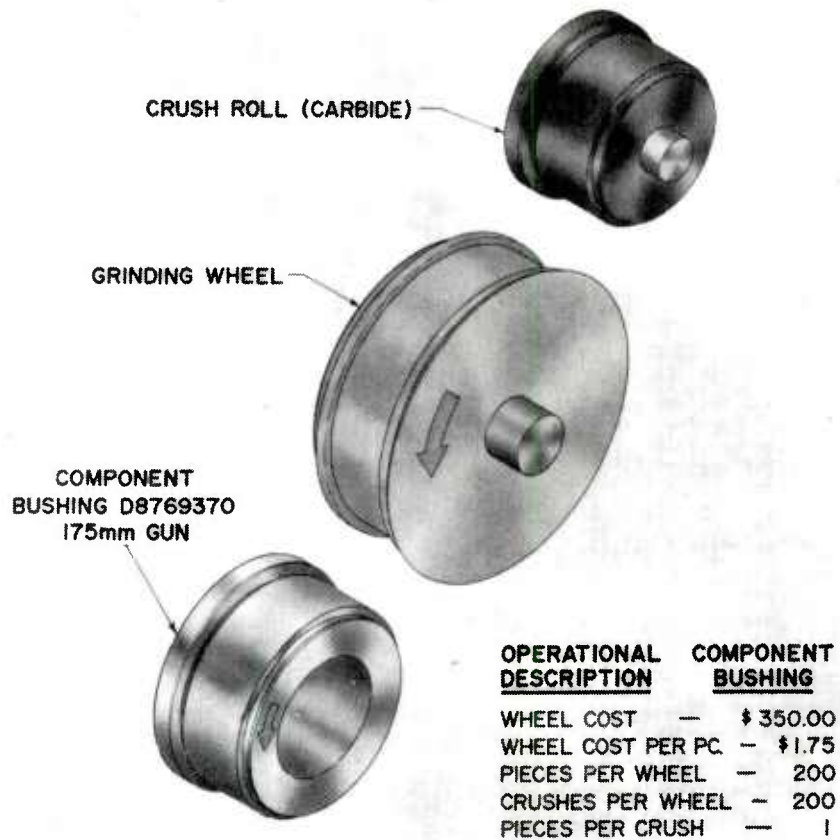 CRUSH ROLL (CARBIDE)
GRINDING WHEEL
COMPONENT
BUSHING D8769370
175mm GUN
OPERATIONAL COMPONENT
DESCRIPTION BUSHING
WHEEL COST — $350.00
WHEEL COST PER PC. – $1.75
PIECES PER WHEEL — 200
CRUSHES PER WHEEL – 200
PIECES PER CRUSH — 1